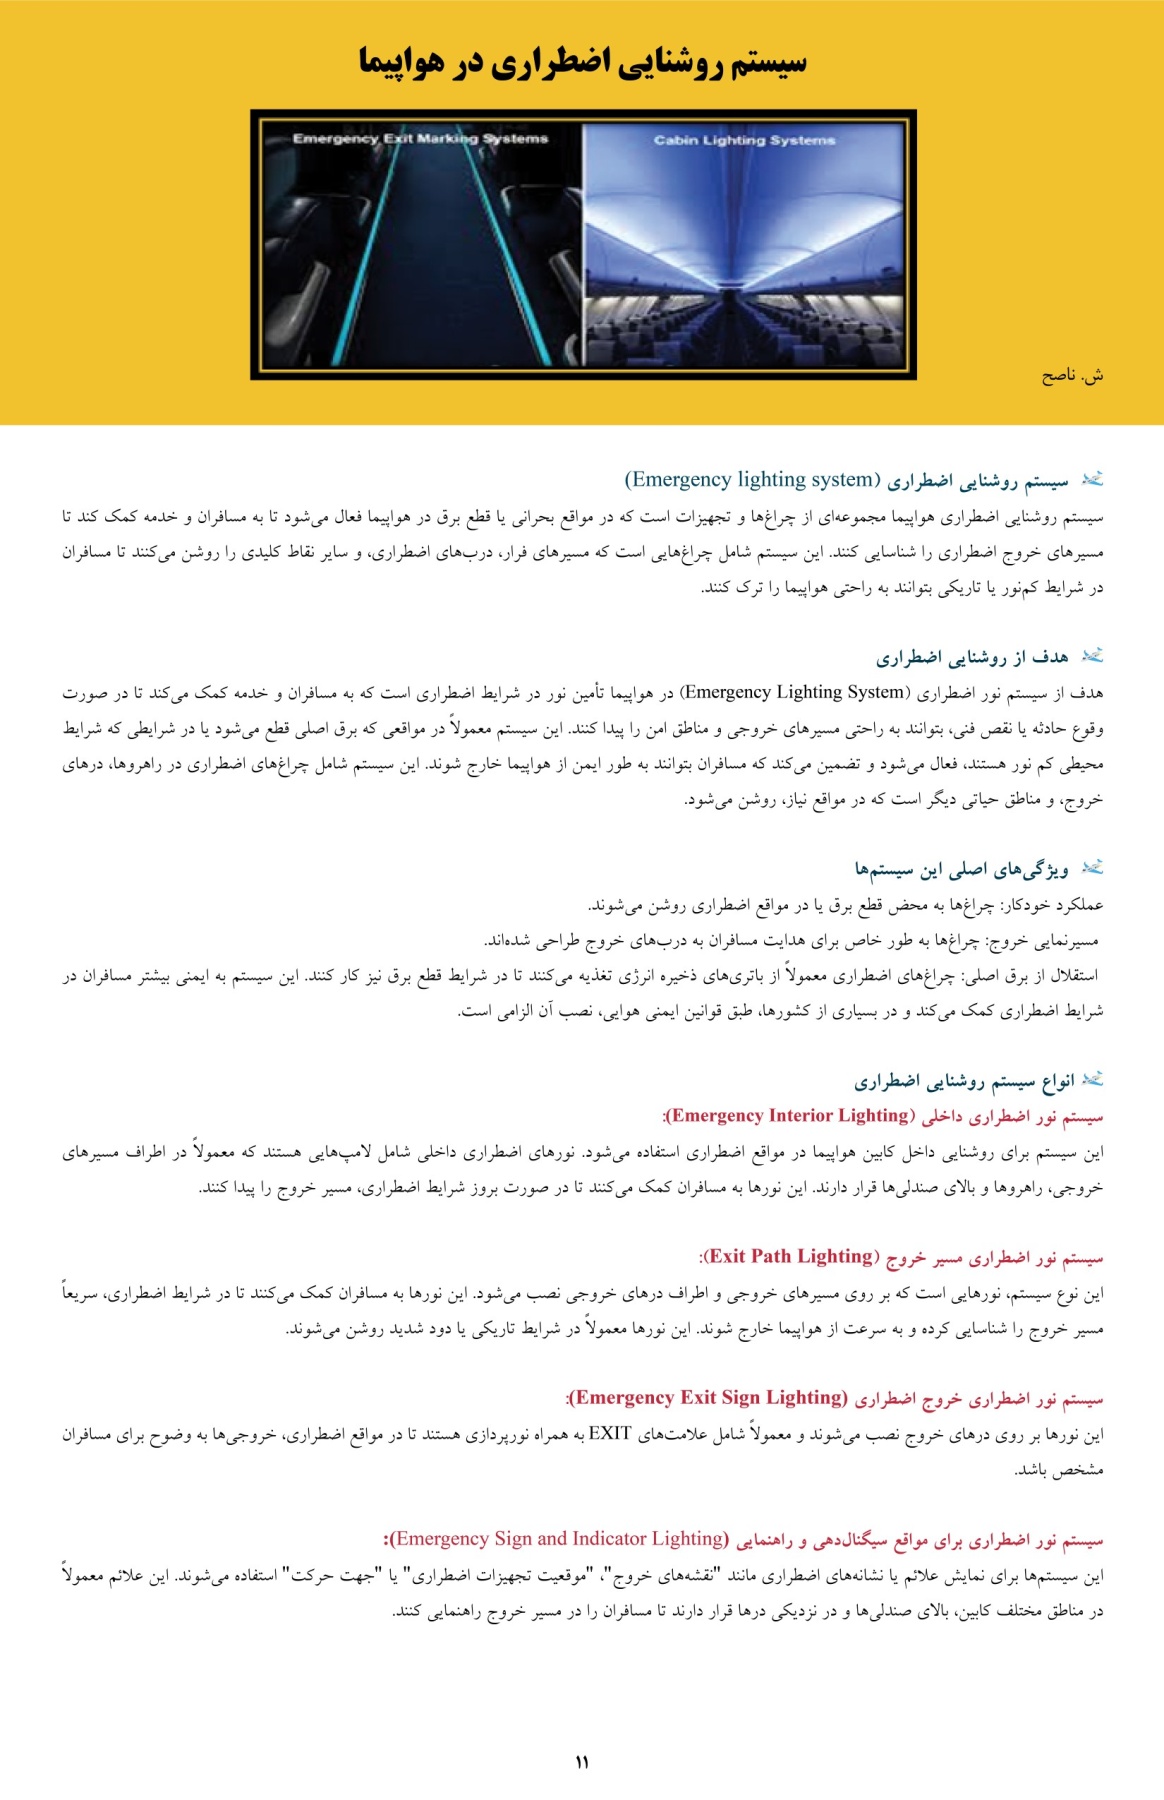 سیستم روشنایی اضطراری در هواپیما
Emergency Exit Marking Systems
Cabin Lighting Systems
ش. ناصح
سیستم روشنایی اضطراری (Emergency lighting system)
سیستم روشنایی اضطراری هواپیما مجموعه‌ای از چراغ‌ها و تجهیزات است که در مواقع بحرانی یا قطع برق در هواپیما فعال می‌شود تا به مسافران و خدمه کمک کند تا
مسیرهای خروج اضطراری را شناسایی کنند. این سیستم شامل چراغ‌هایی است که مسیرهای فرار، درب‌های اضطراری، و سایر نقاط کلیدی را روشن می‌کنند تا مسافران
در شرایط کم‌نور یا تاریکی بتوانند به راحتی هواپیما را ترک کنند.
هدف از روشنایی اضطراری
هدف از سیستم نور اضطراری (Emergency Lighting System) در هواپیما تأمین نور در شرایط اضطراری است که به مسافران و خدمه کمک می‌کند تا در صورت
وقوع حادثه یا نقص فنی، بتوانند به راحتی مسیرهای خروجی و مناطق امن را پیدا کنند. این سیستم معمولاً در مواقعی که برق اصلی قطع می‌شود یا در شرایطی که شرایط
محیطی کم نور هستند، فعال می‌شود و تضمین می‌کند که مسافران بتوانند به طور ایمن از هواپیما خارج شوند. این سیستم شامل چراغ‌های اضطراری در راهروها، درهای
خروج، و مناطق حیاتی دیگر است که در مواقع نیاز، روشن می‌شود.
ویژگی‌های اصلی این سیستم‌ها
عملکرد خودکار: چراغ‌ها به محض قطع برق یا در مواقع اضطراری روشن می‌شوند.
مسیرنمایی خروج: چراغ‌ها به طور خاص برای هدایت مسافران به درب‌های خروج طراحی شده‌اند.
استقلال از برق اصلی: چراغ‌های اضطراری معمولاً از باتری‌های ذخیره انرژی تغذیه می‌کنند تا در شرایط قطع برق نیز کار کنند. این سیستم به ایمنی بیشتر مسافران در
شرایط اضطراری کمک می‌کند و در بسیاری از کشورها، طبق قوانین ایمنی هوایی، نصب آن الزامی است.
انواع سیستم روشنایی اضطراری
سیستم نور اضطراری داخلی (Emergency Interior Lighting):
این سیستم برای روشنایی داخل کابین هواپیما در مواقع اضطراری استفاده می‌شود. نورهای اضطراری داخلی شامل لامپ‌هایی هستند که معمولاً در اطراف مسیرهای
خروجی، راهروها و بالای صندلی‌ها قرار دارند. این نورها به مسافران کمک می‌کنند تا در صورت بروز شرایط اضطراری، مسیر خروج را پیدا کنند.
سیستم نور اضطراری مسیر خروج (Exit Path Lighting):
این نوع سیستم، نورهایی است که بر روی مسیرهای خروجی و اطراف درهای خروجی نصب می‌شود. این نورها به مسافران کمک می‌کنند تا در شرایط اضطراری، سریعاً
مسیر خروج را شناسایی کرده و به سرعت از هواپیما خارج شوند. این نورها معمولاً در شرایط تاریکی یا دود شدید روشن می‌شوند.
سیستم نور اضطراری خروج اضطراری (Emergency Exit Sign Lighting):
این نورها بر روی درهای خروج نصب می‌شوند و معمولاً شامل علامت‌های EXIT به همراه نورپردازی هستند تا در مواقع اضطراری، خروجی‌ها به وضوح برای مسافران
مشخص باشد.
سیستم نور اضطراری برای مواقع سیگنال‌دهی و راهنمایی (Emergency Sign and Indicator Lighting):
این سیستم‌ها برای نمایش علائم یا نشانه‌های اضطراری مانند "نقشه‌های خروج"، "موقعیت تجهیزات اضطراری" یا "جهت حرکت" استفاده می‌شوند. این علائم معمولاً
در مناطق مختلف کابین، بالای صندلی‌ها و در نزدیکی درها قرار دارند تا مسافران را در مسیر خروج راهنمایی کنند.
۱۱